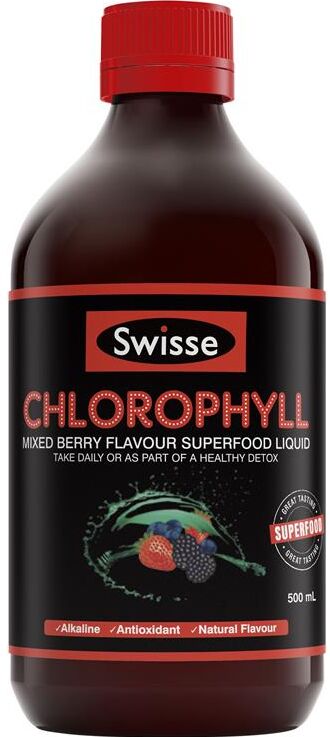 Swisse
CHLOROPHYLL
MIXED BERRY FLAVOUR SUPERFOOD LIQUID
TAKE DAILY OR AS PART OF A HEALTHY DETOX
GREAT TASTING
SUPERFOOD
GREAT TASTING
500 mL
✓Alkaline ✓Antioxidant ✓Natural Flavour